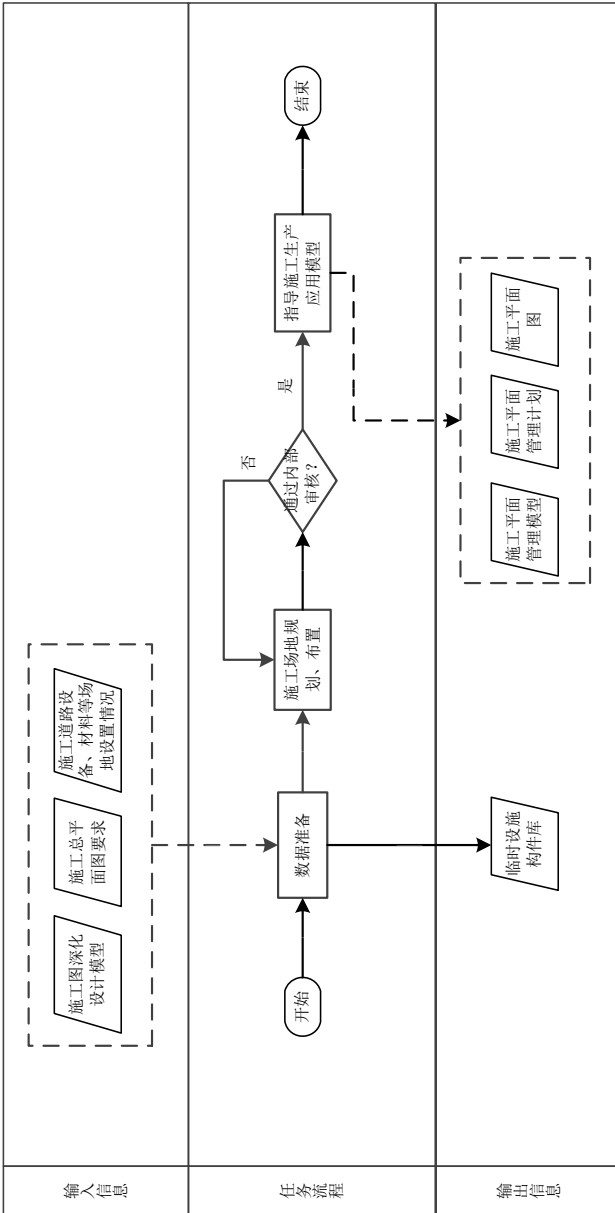 输入信息
施工图深化
设计模型
施工总平
面图要求
施工道路设
备、材料等场
地设置情况
任务流程
开始
数据准备
施工场地规
划、布置
通过内部
审核？
否
是
指导施工生产
应用模型
结束
输出信息
临时设施
构件库
施工平面
管理模型
施工平面
管理计划
施工平面
图